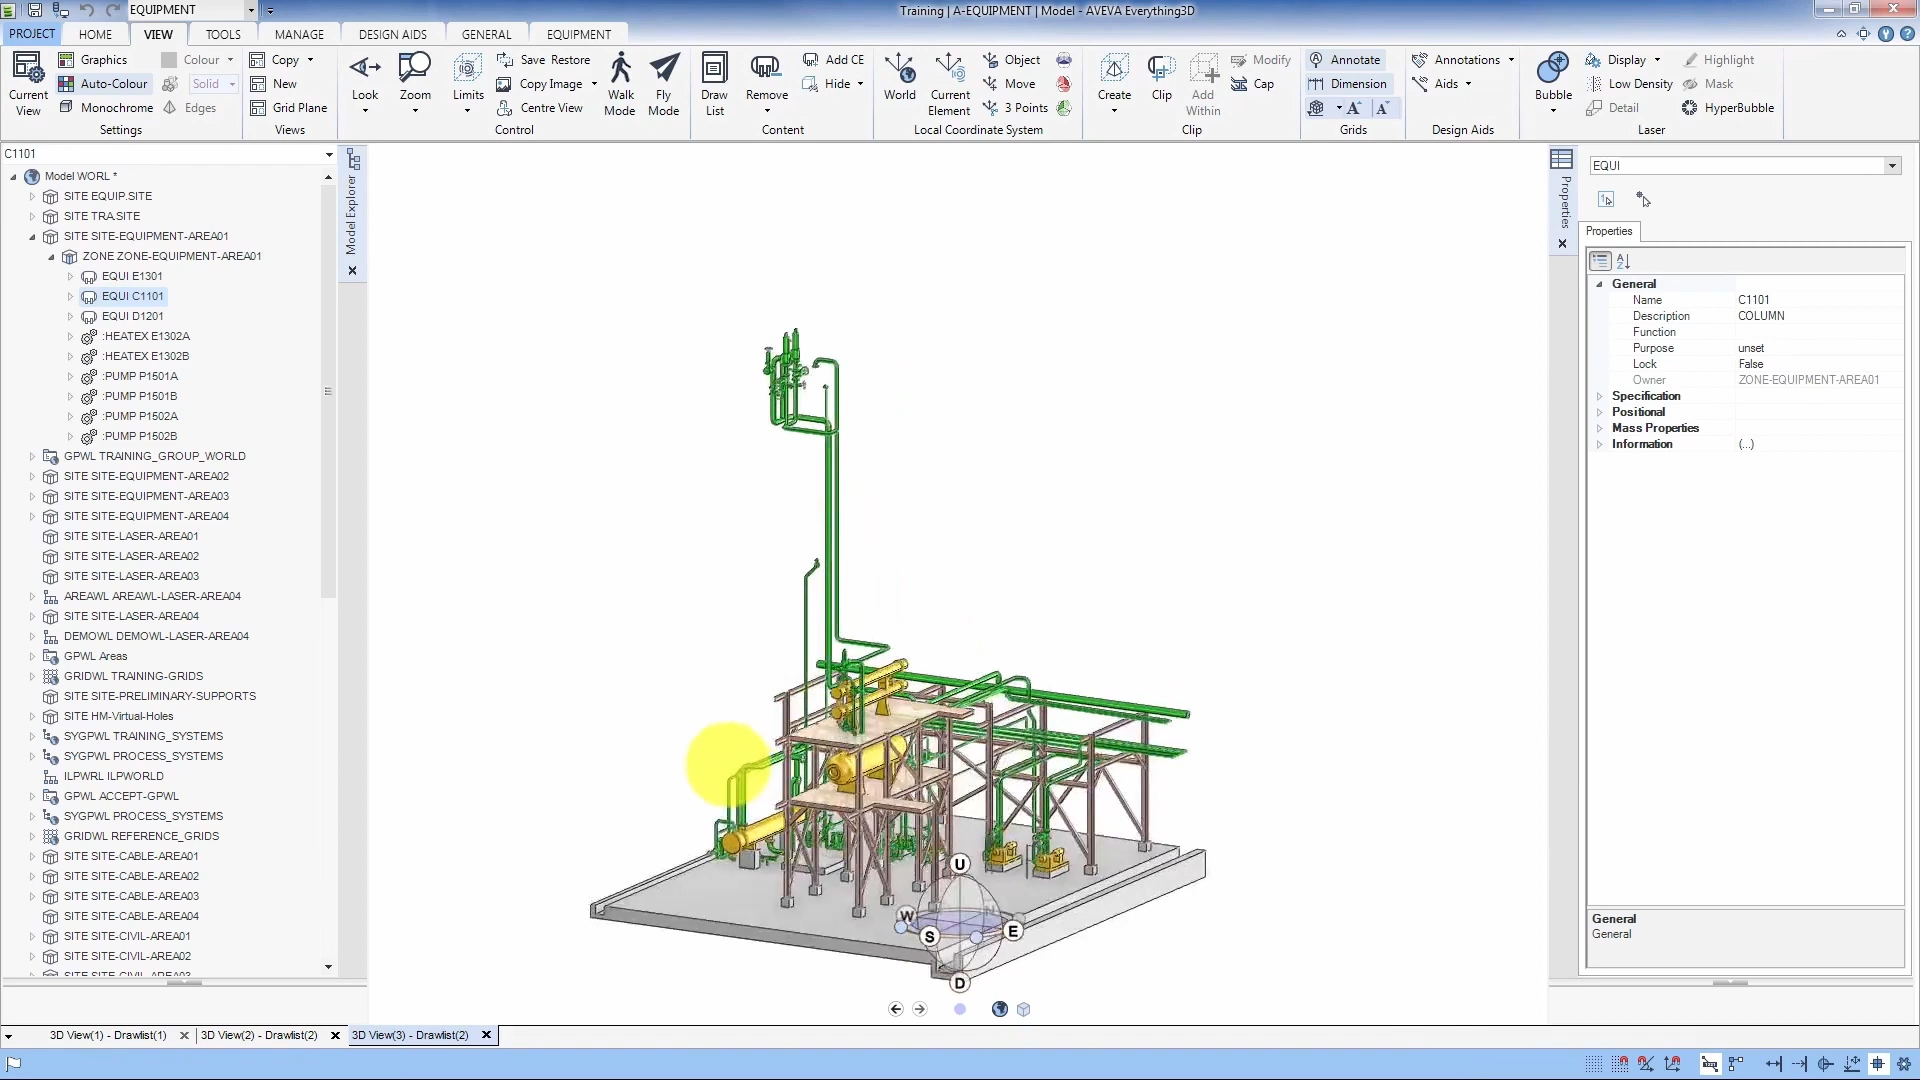 EQUIPMENT
Training | A-EQUIPMENT | Model - AVEVA Everything3D
PROJECT HOME VIEW TOOLS MANAGE DESIGN AIDS GENERAL EQUIPMENT
Current View
Graphics
Auto-Colour
Monochrome
Colour
Solid
Edges
Settings
Copy
New
Grid Plane
Views
Look
Zoom
Limits
Save Restore
Copy Image
Centre View
Walk Mode
Fly Mode
Control
Draw List
Remove
Add CE
Hide
Content
World
Current Element
Object
Move
3 Points
Local Coordinate System
Create
Clip
Add Within
Modify
Cap
Clip
Annotate
Dimension
Grids
Annotations
Aids
Design Aids
Bubble
Display
Low Density
Detail
Highlight
Mask
HyperBubble
Laser
C1101
Model WORL *
SITE EQUIP.SITE
SITE TRA.SITE
SITE SITE-EQUIPMENT-AREA01
ZONE ZONE-EQUIPMENT-AREA01
EQUI E1301
EQUI C1101
EQUI D1201
:HEATEX E1302A
:HEATEX E1302B
:PUMP P1501A
:PUMP P1501B
:PUMP P1502A
:PUMP P1502B
GPWL TRAINING_GROUP_WORLD
SITE SITE-EQUIPMENT-AREA02
SITE SITE-EQUIPMENT-AREA03
SITE SITE-EQUIPMENT-AREA04
SITE SITE-LASER-AREA01
SITE SITE-LASER-AREA02
SITE SITE-LASER-AREA03
AREAWL AREAWL-LASER-AREA04
SITE SITE-LASER-AREA04
DEMOWL DEMOWL-LASER-AREA04
GPWL Areas
GRIDWL TRAINING-GRIDS
SITE SITE-PRELIMINARY-SUPPORTS
SITE HM-Virtual-Holes
SYGPWL TRAINING_SYSTEMS
SYGPWL PROCESS_SYSTEMS
ILPWRL ILPWORLD
GPWL ACCEPT-GPWL
SYGPWL PROCESS_SYSTEMS
GRIDWL REFERENCE_GRIDS
SITE SITE-CABLE-AREA01
SITE SITE-CABLE-AREA02
SITE SITE-CABLE-AREA03
SITE SITE-CABLE-AREA04
SITE SITE-CIVIL-AREA01
SITE SITE-CIVIL-AREA02
SITE SITE-CIVIL-AREA03
Model Explorer
U
W
N
S
E
D
Properties
EQUI
Properties
General
Name C1101
Description COLUMN
Function
Purpose unset
Lock False
Owner ZONE-EQUIPMENT-AREA01
Specification
Positional
Mass Properties
Information (...)
General
General
3D View(1) - Drawlist(1) 3D View(2) - Drawlist(2) 3D View(3) - Drawlist(2)